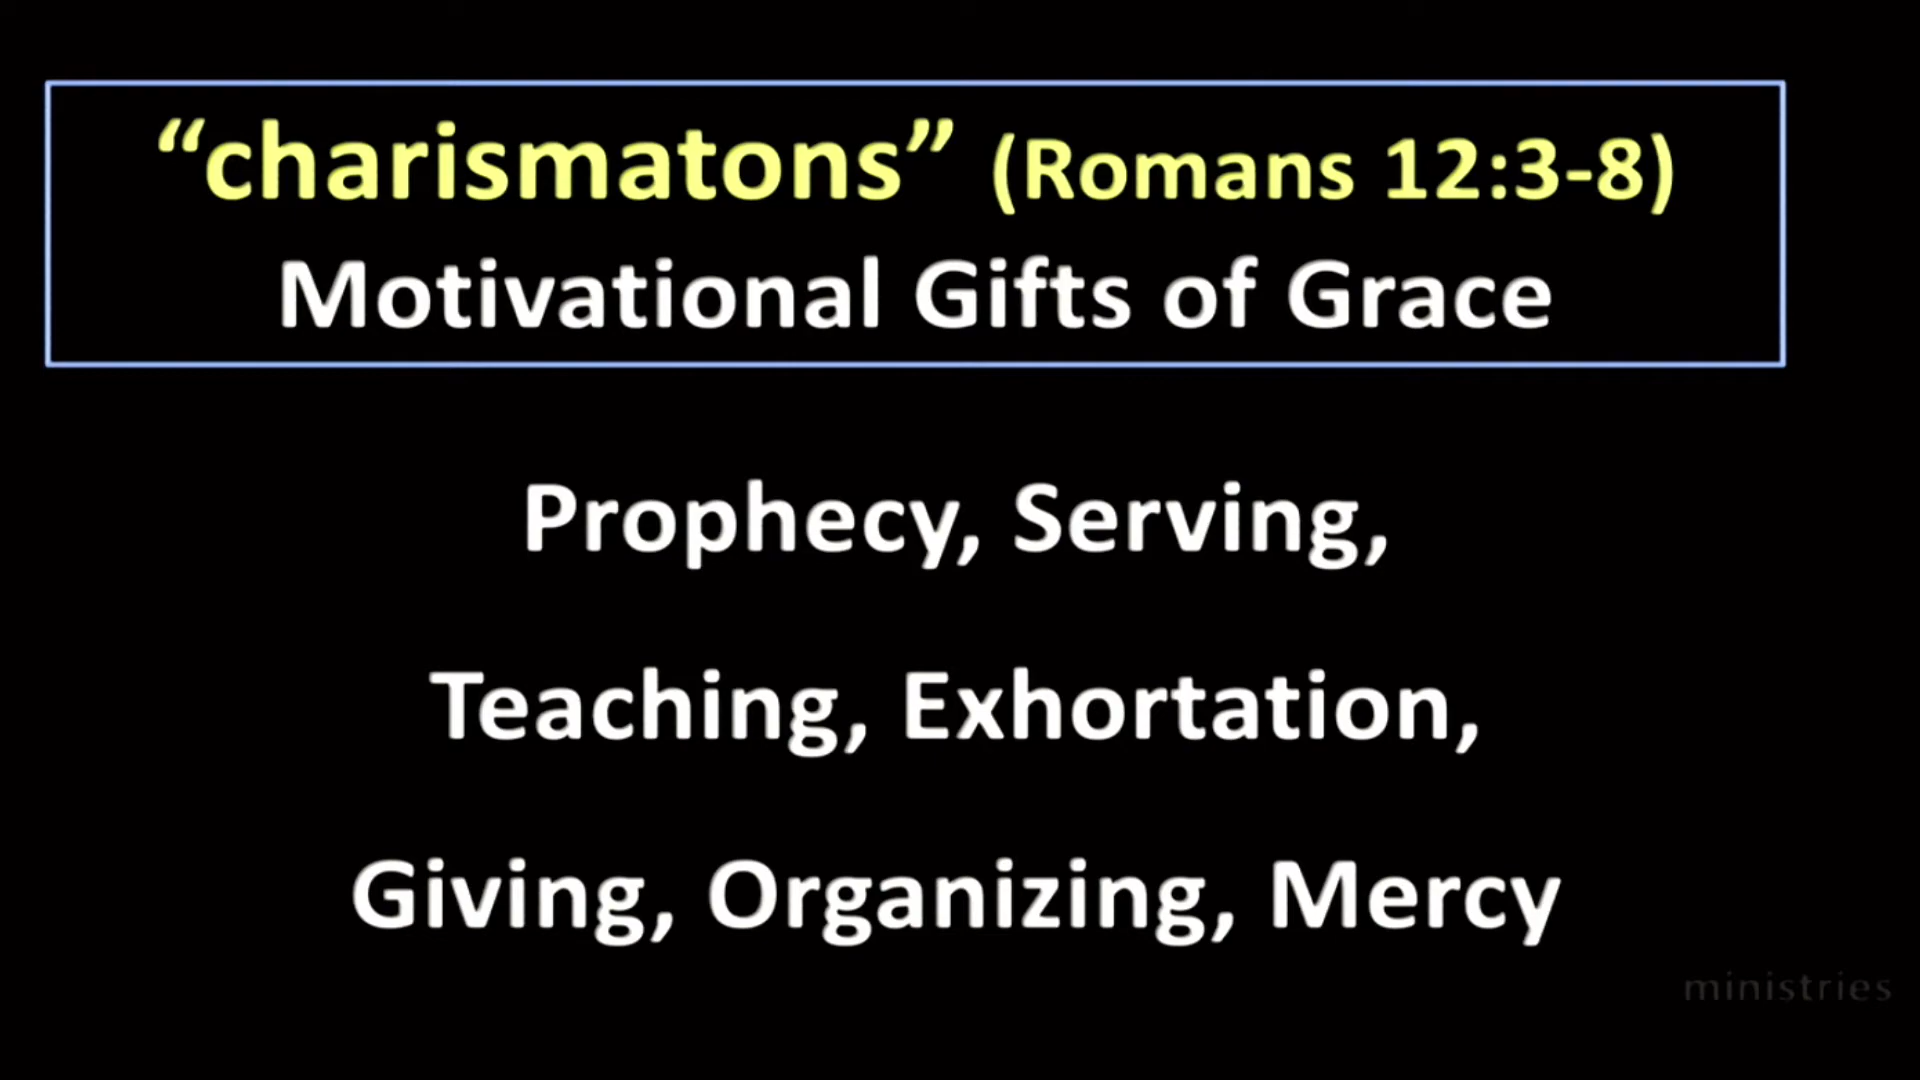 “charismatons” (Romans 12:3-8)
Motivational Gifts of Grace
Prophecy, Serving,
Teaching, Exhortation,
Giving, Organizing, Mercy
ministries